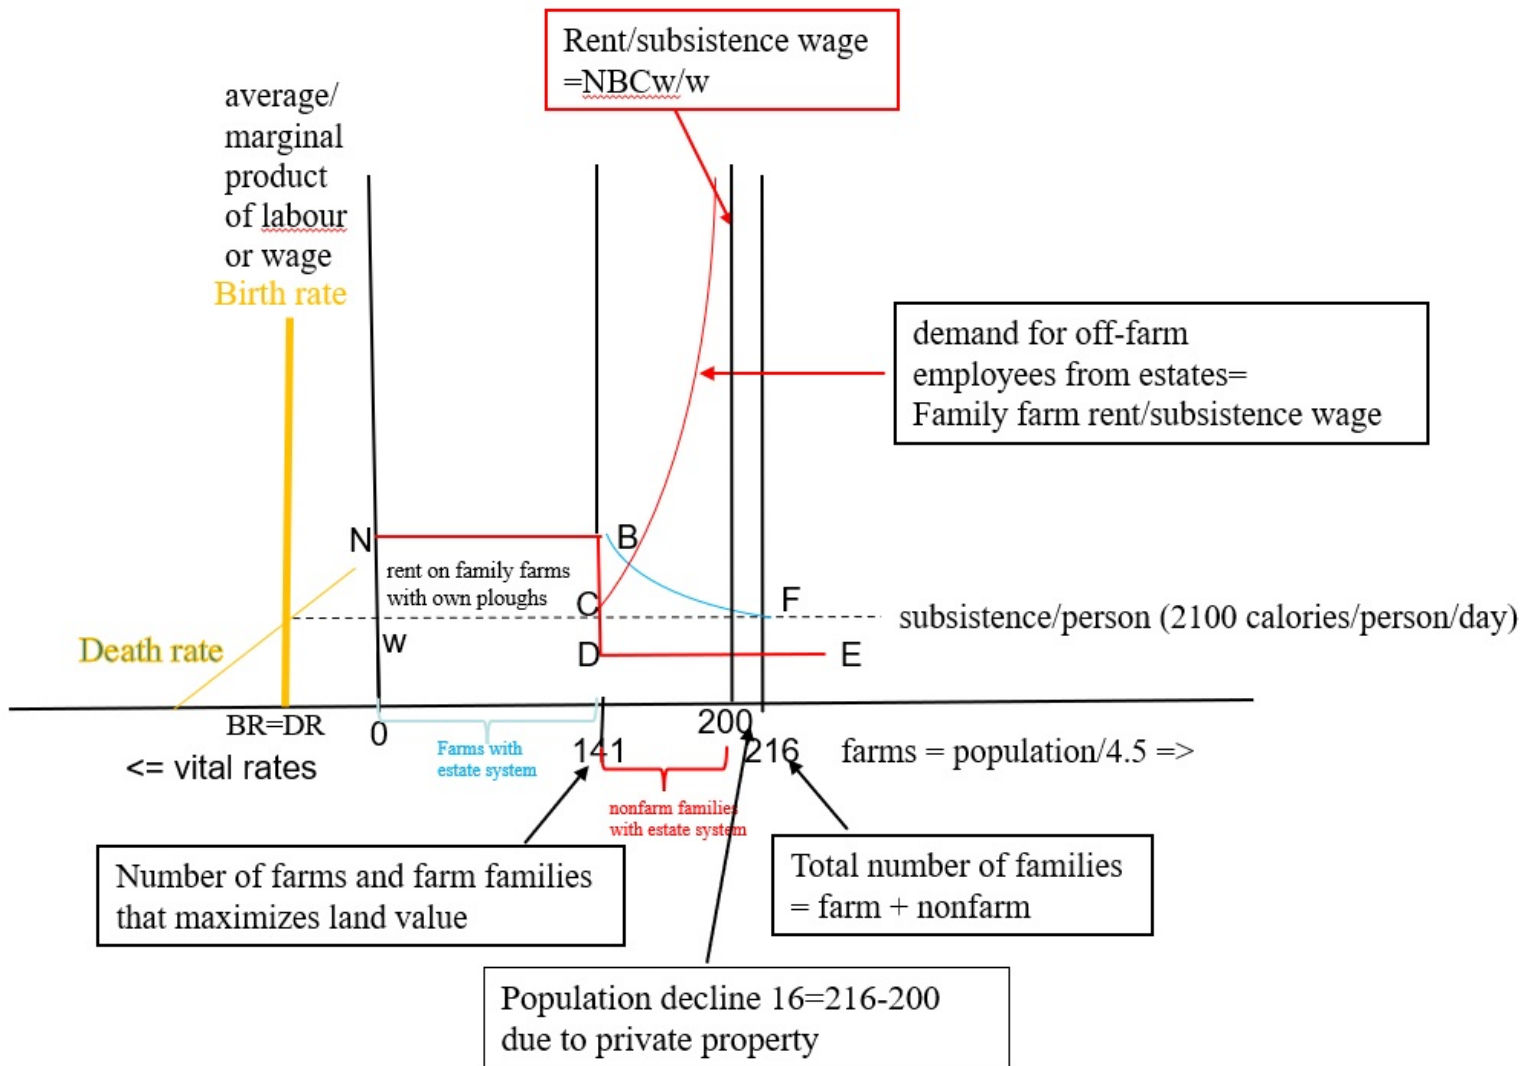 Rent/subsistence wage
=NBCw/w
average/
marginal
product
of labour
or wage
Birth rate
demand for off-farm
employees from estates=
Family farm rent/subsistence wage
N
B
rent on family farms
with own ploughs
C
F
subsistence/person (2100 calories/person/day)
w
Death rate
D
E
BR=DR
0
200
<= vital rates
Farms with
estate system
141
216
farms = population/4.5 =>
nonfarm families
with estate system
Number of farms and farm families
that maximizes land value
Total number of families
= farm + nonfarm
Population decline 16=216-200
due to private property